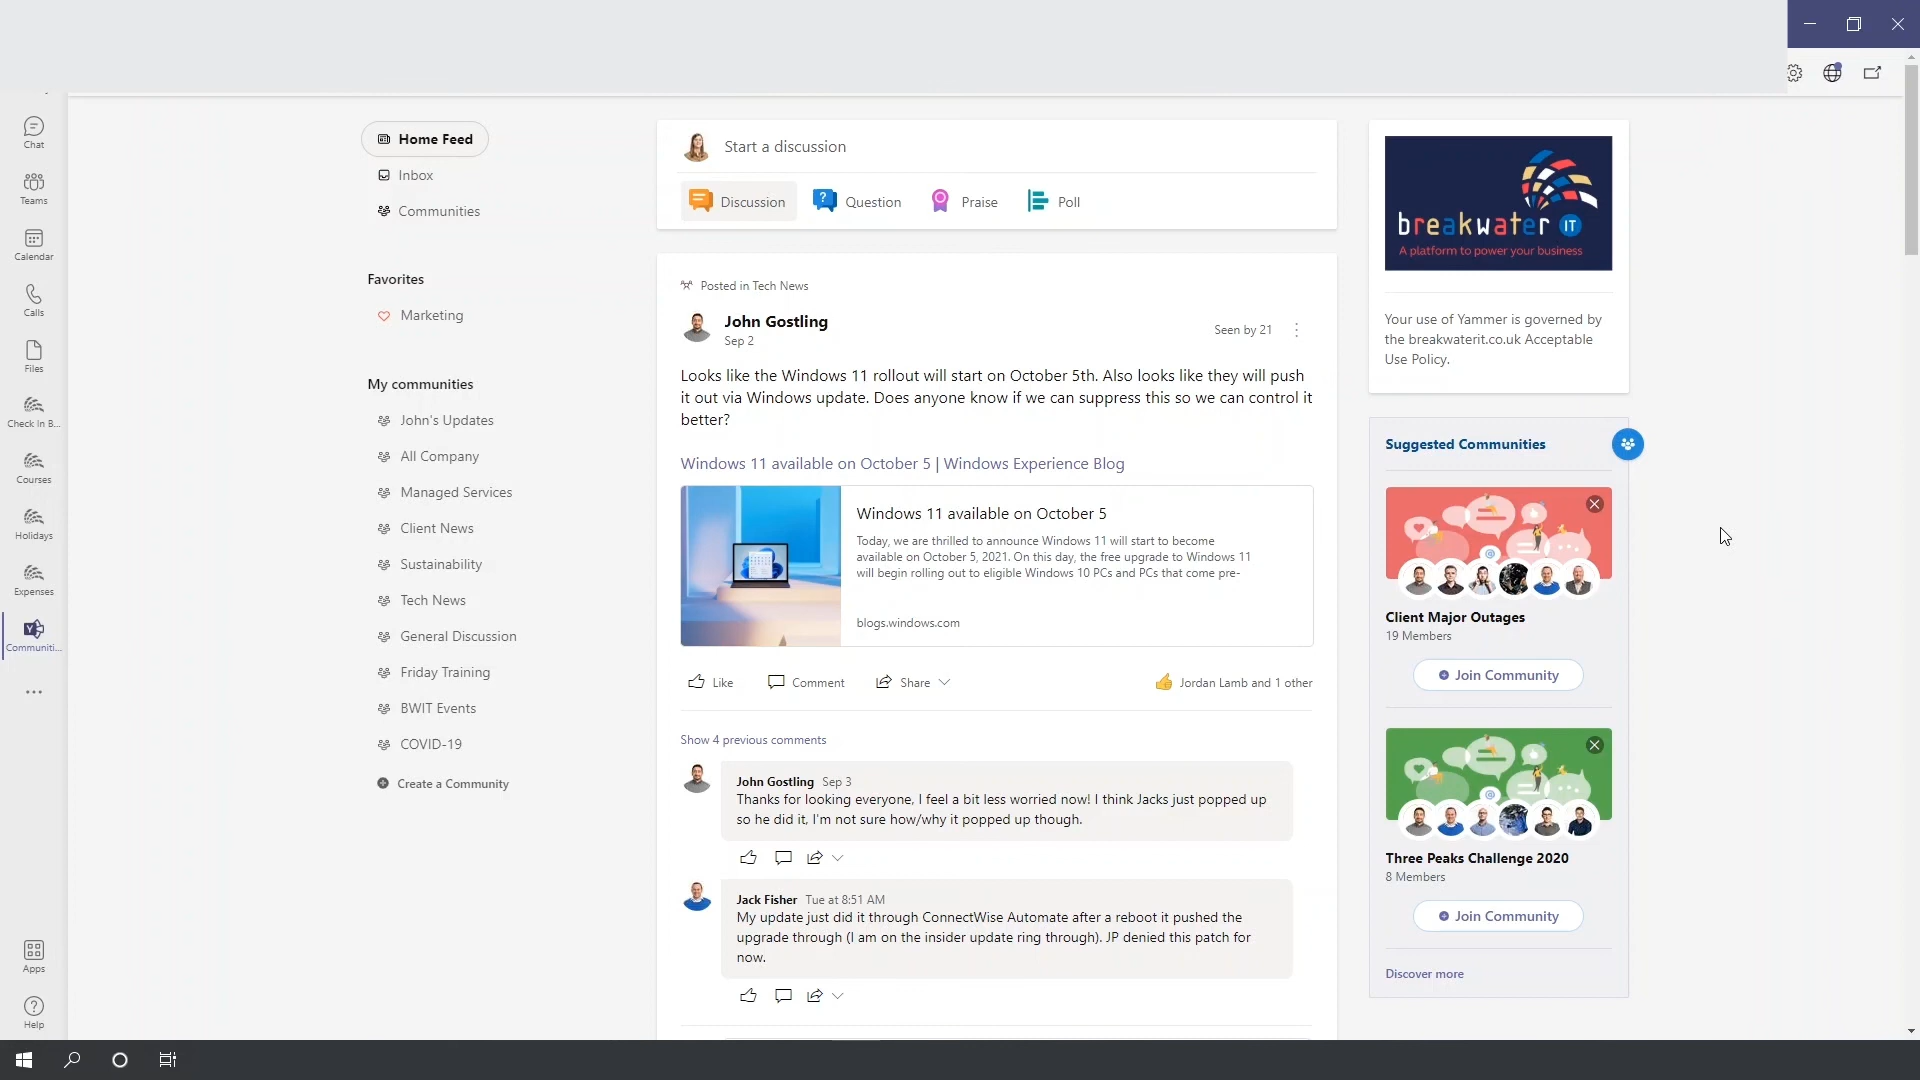 Chat
Teams
Calendar
Calls
Files
Check In B...
Courses
Holidays
Expenses
Communiti...
Apps
Help
Home Feed
Inbox
Communities
Favorites
Marketing
My communities
John's Updates
All Company
Managed Services
Client News
Sustainability
Tech News
General Discussion
Friday Training
BWIT Events
COVID-19
Create a Community
Start a discussion
Discussion
Question
Praise
Poll
Posted in Tech News
John Gostling
Sep 2
Seen by 21
Looks like the Windows 11 rollout will start on October 5th. Also looks like they will push
it out via Windows update. Does anyone know if we can suppress this so we can control it
better?
Windows 11 available on October 5 | Windows Experience Blog
Windows 11 available on October 5
Today, we are thrilled to announce Windows 11 will start to become
available on October 5, 2021. On this day, the free upgrade to Windows 11
will begin rolling out to eligible Windows 10 PCs and PCs that come pre-
blogs.windows.com
Like
Comment
Share
Jordan Lamb and 1 other
Show 4 previous comments
John Gostling Sep 3
Thanks for looking everyone, I feel a bit less worried now! I think Jacks just popped up
so he did it, I'm not sure how/why it popped up though.
Jack Fisher Tue at 8:51 AM
My update just did it through ConnectWise Automate after a reboot it pushed the
upgrade through (I am on the insider update ring through). JP denied this patch for
now.
breakwater IT
A platform to power your business
Your use of Yammer is governed by
the breakwaterit.co.uk Acceptable
Use Policy.
Suggested Communities
Client Major Outages
19 Members
Join Community
Three Peaks Challenge 2020
8 Members
Join Community
Discover more